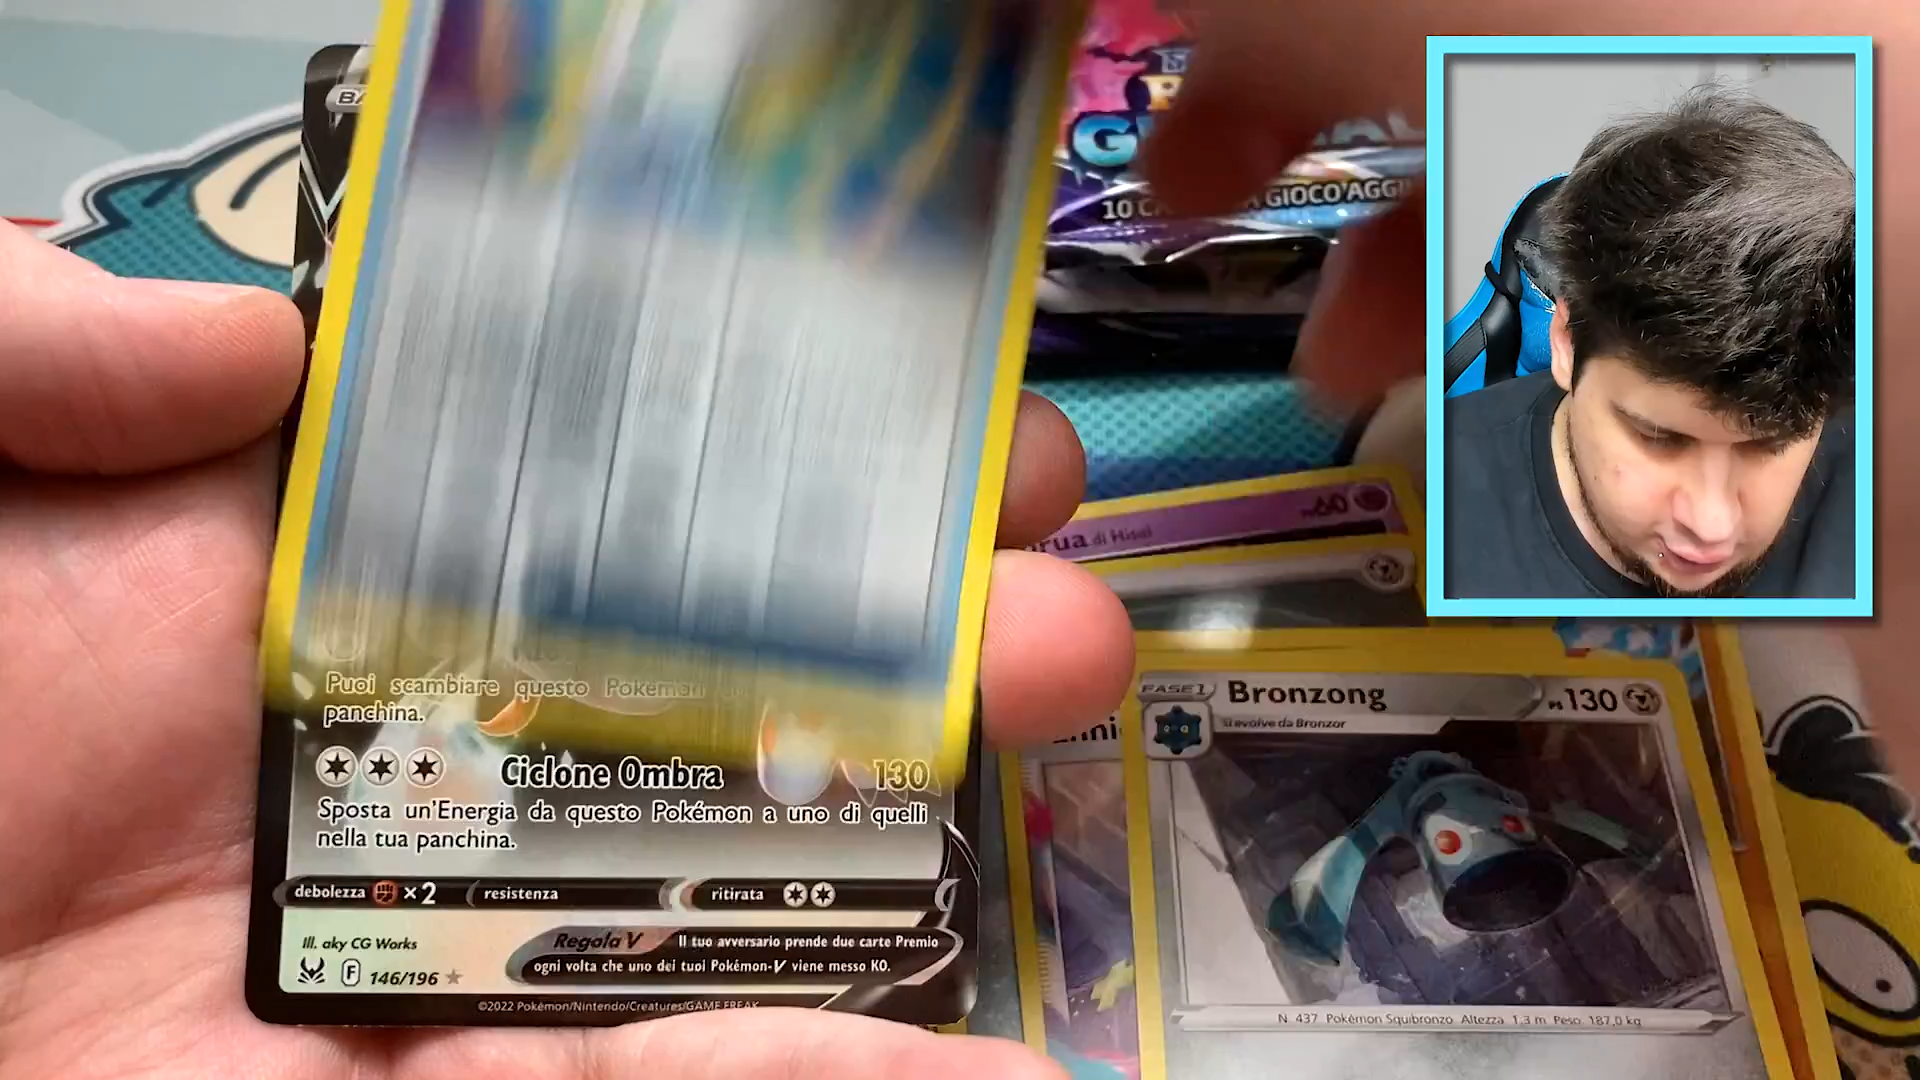 BA
10 C
GIOCO AGGI
di Hisui
PS60
FASE 1
Bronzong
PS130
Si evolve da Bronzor
Puoi scambiare questo Pokémon
panchina.
Ciclone Ombra
130
Sposta un'Energia da questo Pokémon a uno di quelli
nella tua panchina.
debolezza
×2
resistenza
ritirata
Ill. aky CG Works
F
146/196
Regola V
Il tuo avversario prende due carte Premio
ogni volta che uno dei tuoi Pokémon-V viene messo KO.
©2022 Pokémon/Nintendo/Creatures/GAME FREAK
N. 437 Pokémon Squibronzo Altezza 1,3 m Peso: 187,0 kg